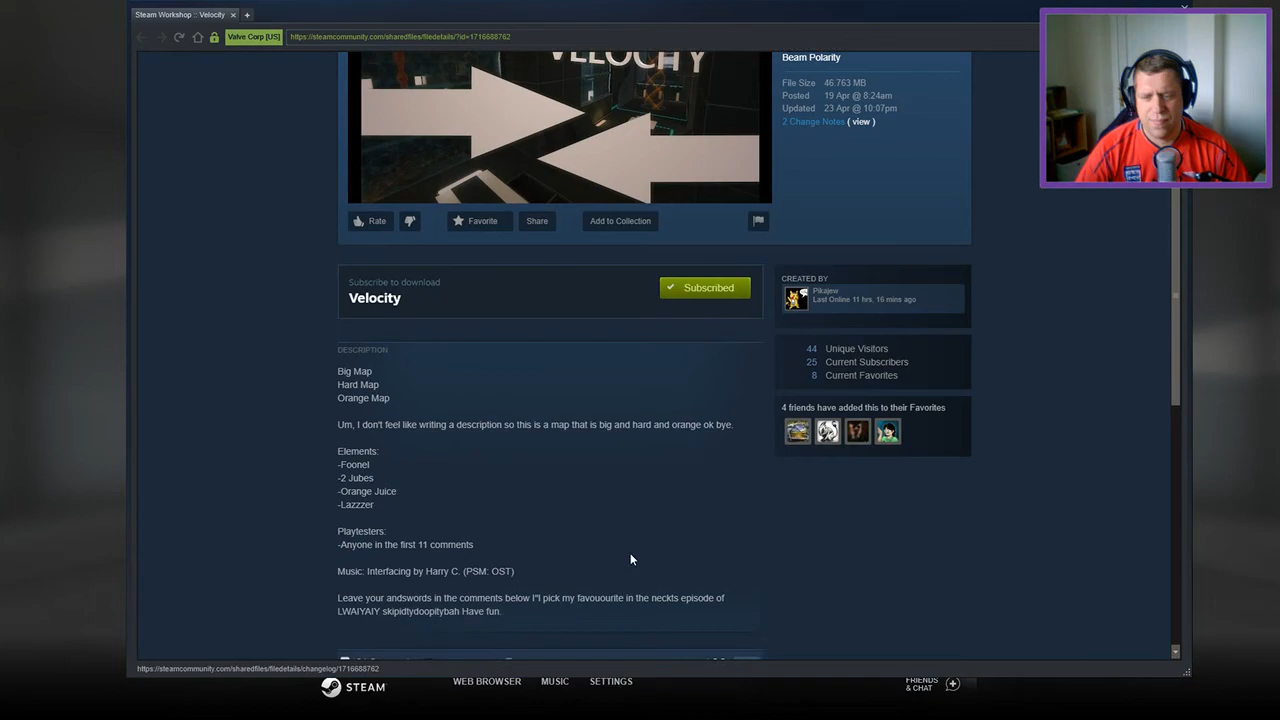 Steam Workshop :: Velocity
Valve Corp [US]
https://steamcommunity.com/sharedfiles/filedetails/?id=1716688762
VELOCITY
Beam Polarity
File Size 46.763 MB
Posted 19 Apr @ 8:24am
Updated 23 Apr @ 10:07pm
2 Change Notes ( view )
Rate
Favorite
Share
Add to Collection
Subscribe to download
Velocity
Subscribed
CREATED BY
Pikajew
Last Online 11 hrs, 16 mins ago
44 Unique Visitors
25 Current Subscribers
8 Current Favorites
4 friends have added this to their Favorites
DESCRIPTION
Big Map
Hard Map
Orange Map
Um, I don't feel like writing a description so this is a map that is big and hard and orange ok bye.
Elements:
-Foonel
-2 Jubes
-Orange Juice
-Lazzzer
Playtesters:
-Anyone in the first 11 comments
Music: Interfacing by Harry C. (PSM: OST)
Leave your andswords in the comments below I"l pick my favououorite in the neckts episode of
LWAIYAIY skipidtydoopitybah Have fun.
https://steamcommunity.com/sharedfiles/filedetails/changelog/1716688762
STEAM
WEB BROWSER
MUSIC
SETTINGS
FRIENDS
& CHAT